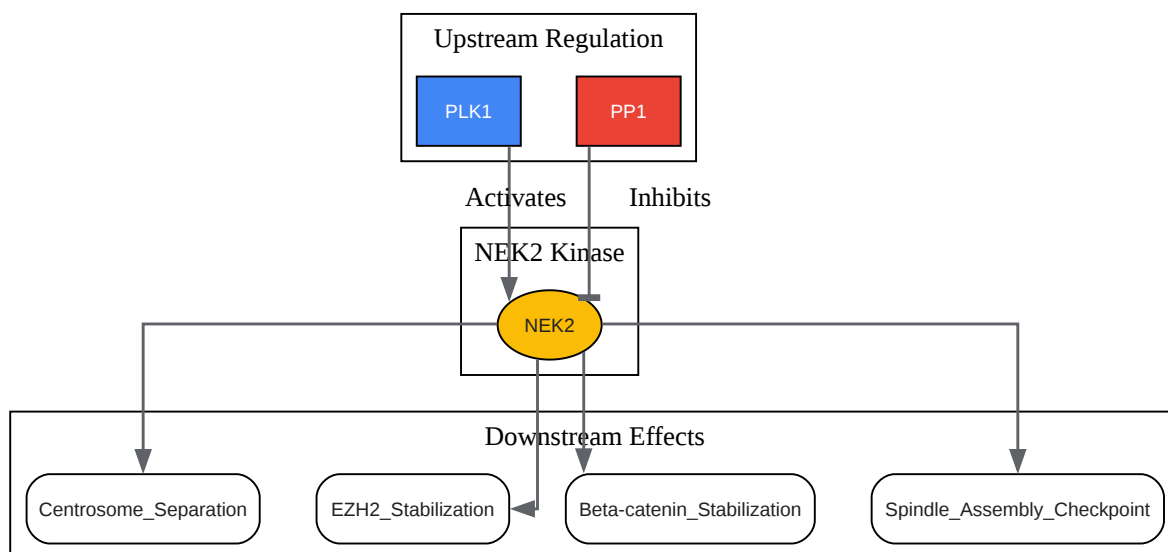 Upstream Regulation
PLK1
PP1
Activates
Inhibits
NEK2 Kinase
NEK2
Downstream Effects
Centrosome_Separation
EZH2_Stabilization
Beta-catenin_Stabilization
Spindle_Assembly_Checkpoint